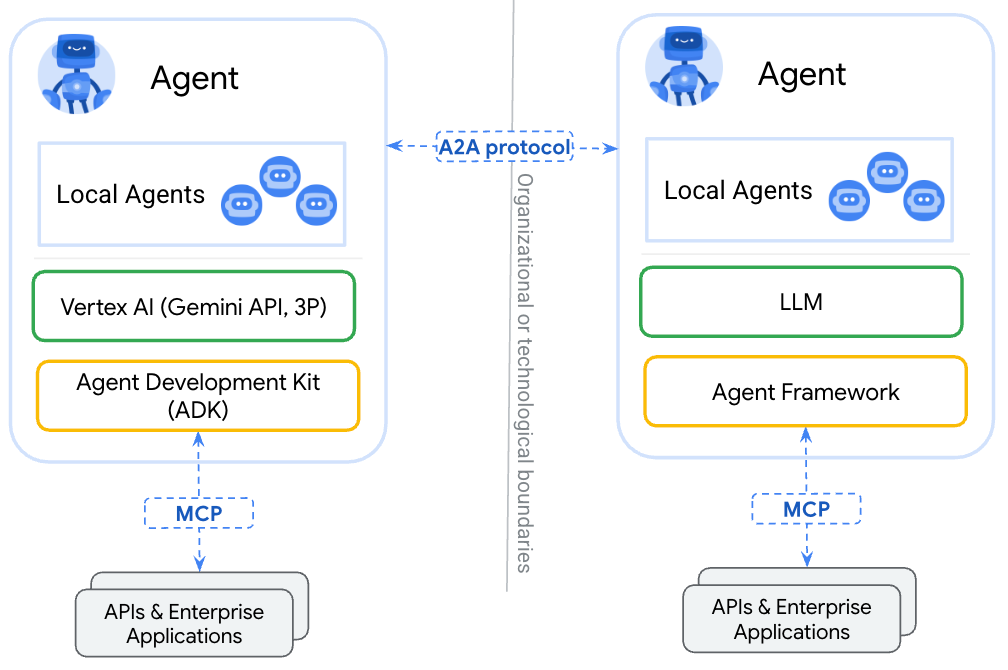 Agent
Local Agents
Vertex AI (Gemini API, 3P)
Agent Development Kit
(ADK)
MCP
APIs & Enterprise
Applications
A2A protocol
Organizational or technological boundaries
Agent
Local Agents
LLM
Agent Framework
MCP
APIs & Enterprise
Applications